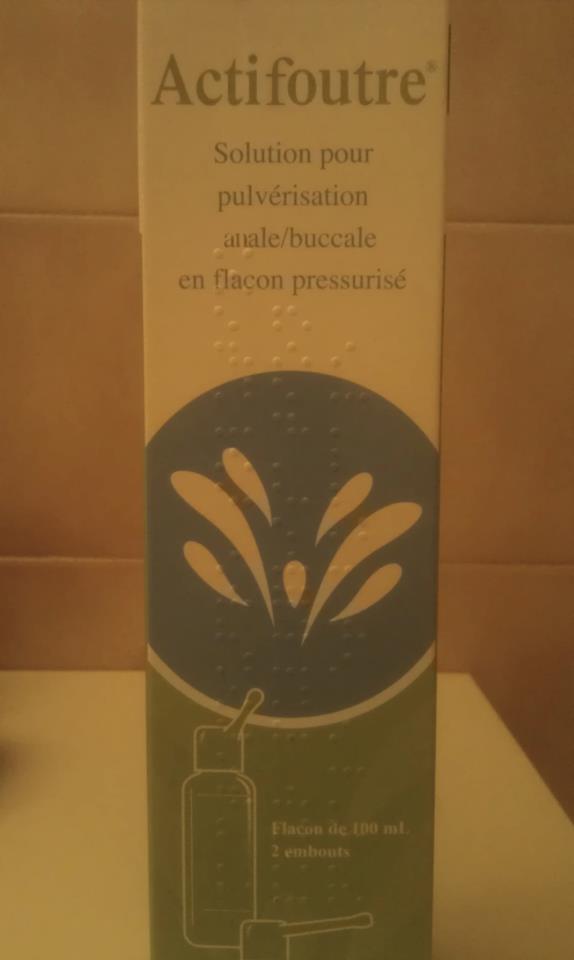 Actifoutre®
Solution pour
pulvérisation
anale/buccale
en flacon pressurisé
Flacon de 100 mL
2 embouts